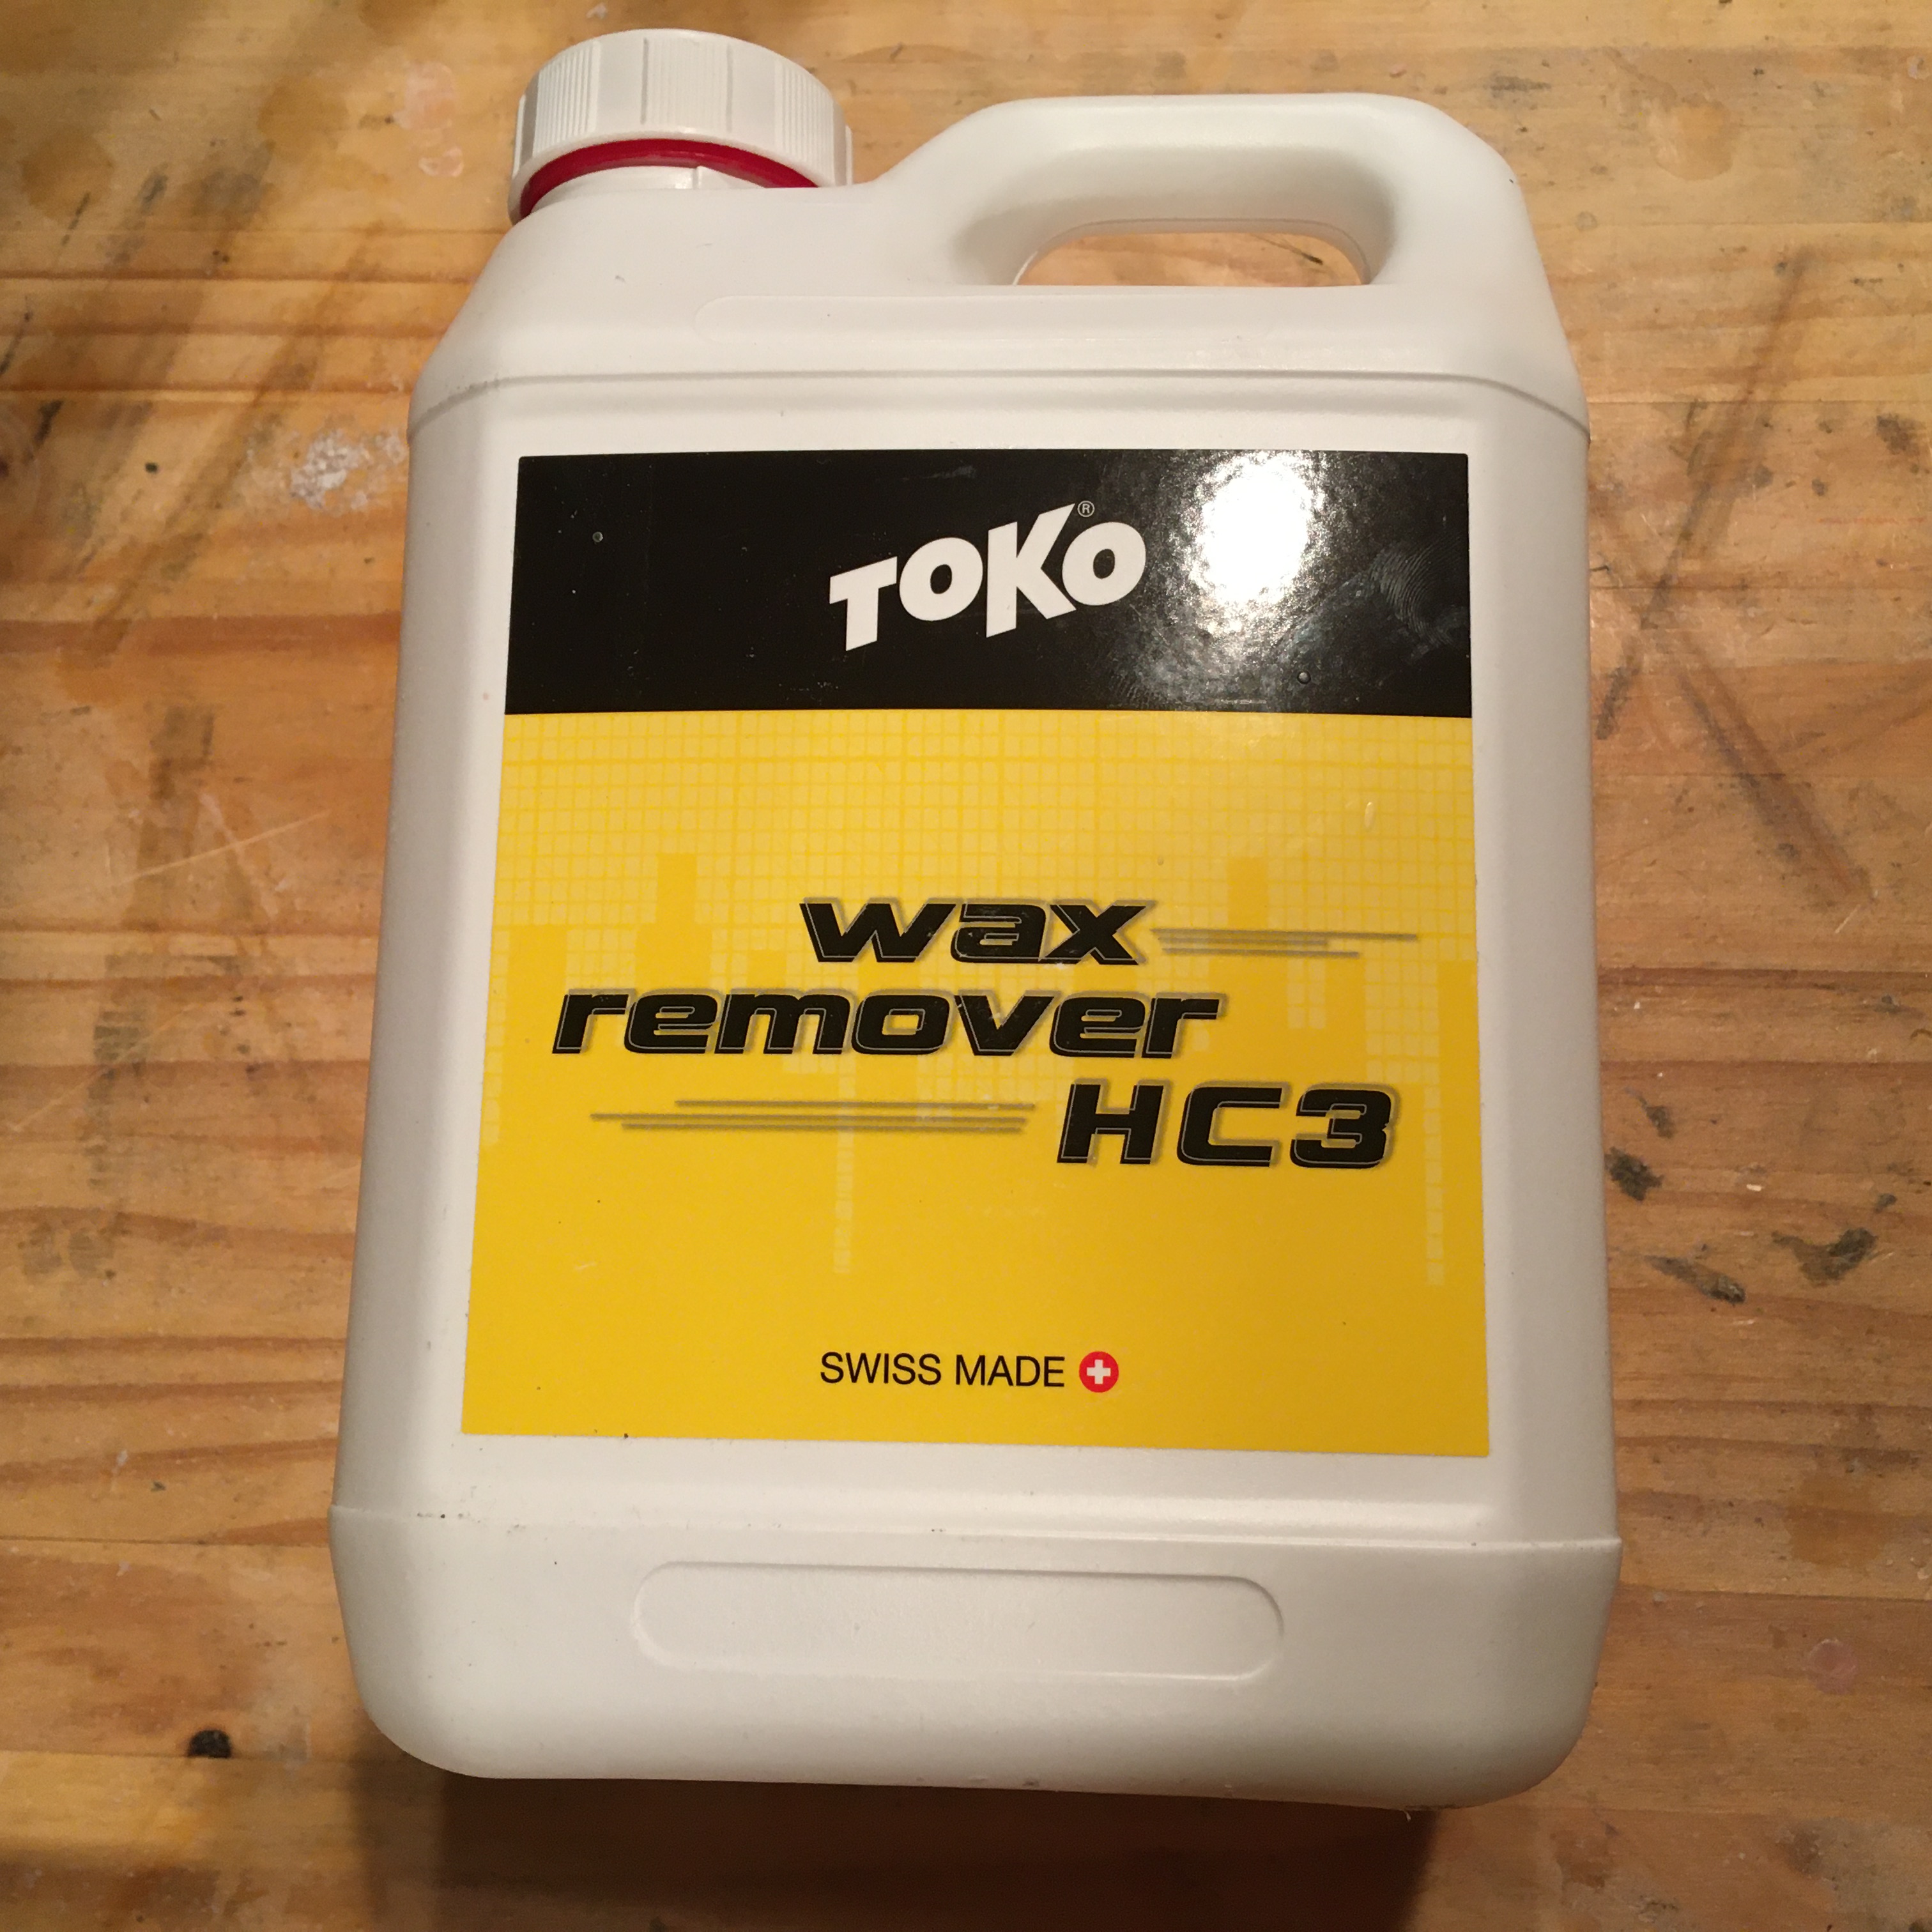 TOKO®
wax
remover
HC3
SWISS MADE